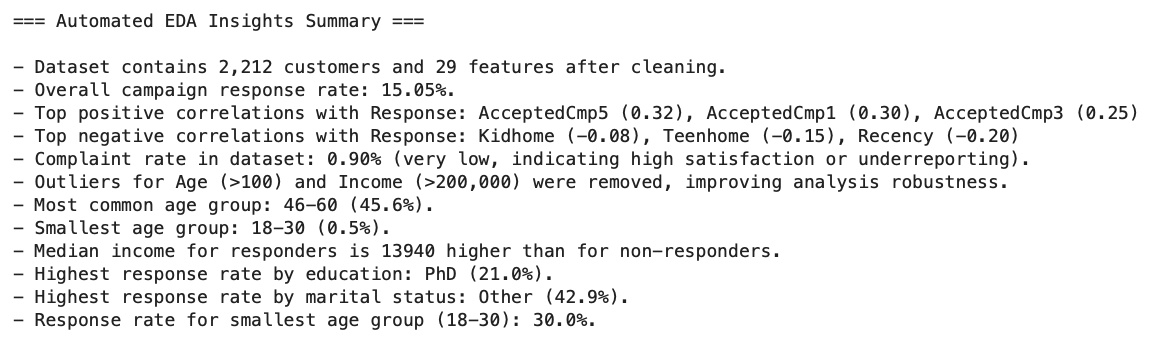 === Automated EDA Insights Summary ===
- Dataset contains 2,212 customers and 29 features after cleaning.
- Overall campaign response rate: 15.05%.
- Top positive correlations with Response: AcceptedCmp5 (0.32), AcceptedCmp1 (0.30), AcceptedCmp3 (0.25)
- Top negative correlations with Response: Kidhome (-0.08), Teenhome (-0.15), Recency (-0.20)
- Complaint rate in dataset: 0.90% (very low, indicating high satisfaction or underreporting).
- Outliers for Age (>100) and Income (>200,000) were removed, improving analysis robustness.
- Most common age group: 46-60 (45.6%).
- Smallest age group: 18-30 (0.5%).
- Median income for responders is 13940 higher than for non-responders.
- Highest response rate by education: PhD (21.0%).
- Highest response rate by marital status: Other (42.9%).
- Response rate for smallest age group (18-30): 30.0%.